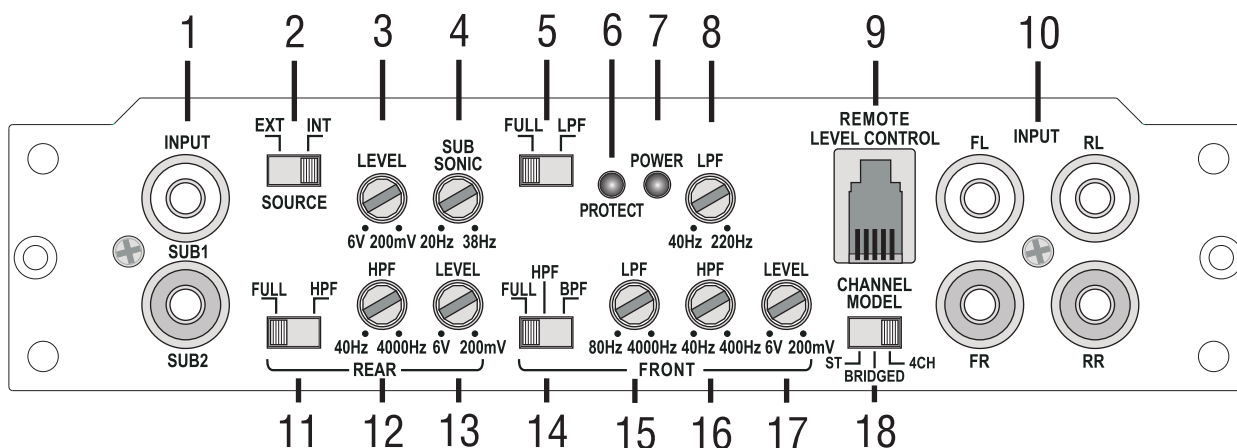 1 2 3 4 5 6 7 8 9 10
INPUT
SUB1
SUB2
EXT INT
SOURCE
LEVEL
6V 200mV
SUB
SONIC
20Hz 38Hz
FULL LPF
PROTECT
POWER
LPF
40Hz 220Hz
REMOTE
LEVEL CONTROL
INPUT
FL RL
FR RR
FULL HPF
HPF
40Hz 4000Hz
LEVEL
6V 200mV
REAR
FULL HPF BPF
LPF
80Hz 4000Hz
HPF
40Hz 400Hz
LEVEL
6V 200mV
FRONT
CHANNEL
MODEL
ST BRIDGED 4CH
11 12 13 14 15 16 17 18